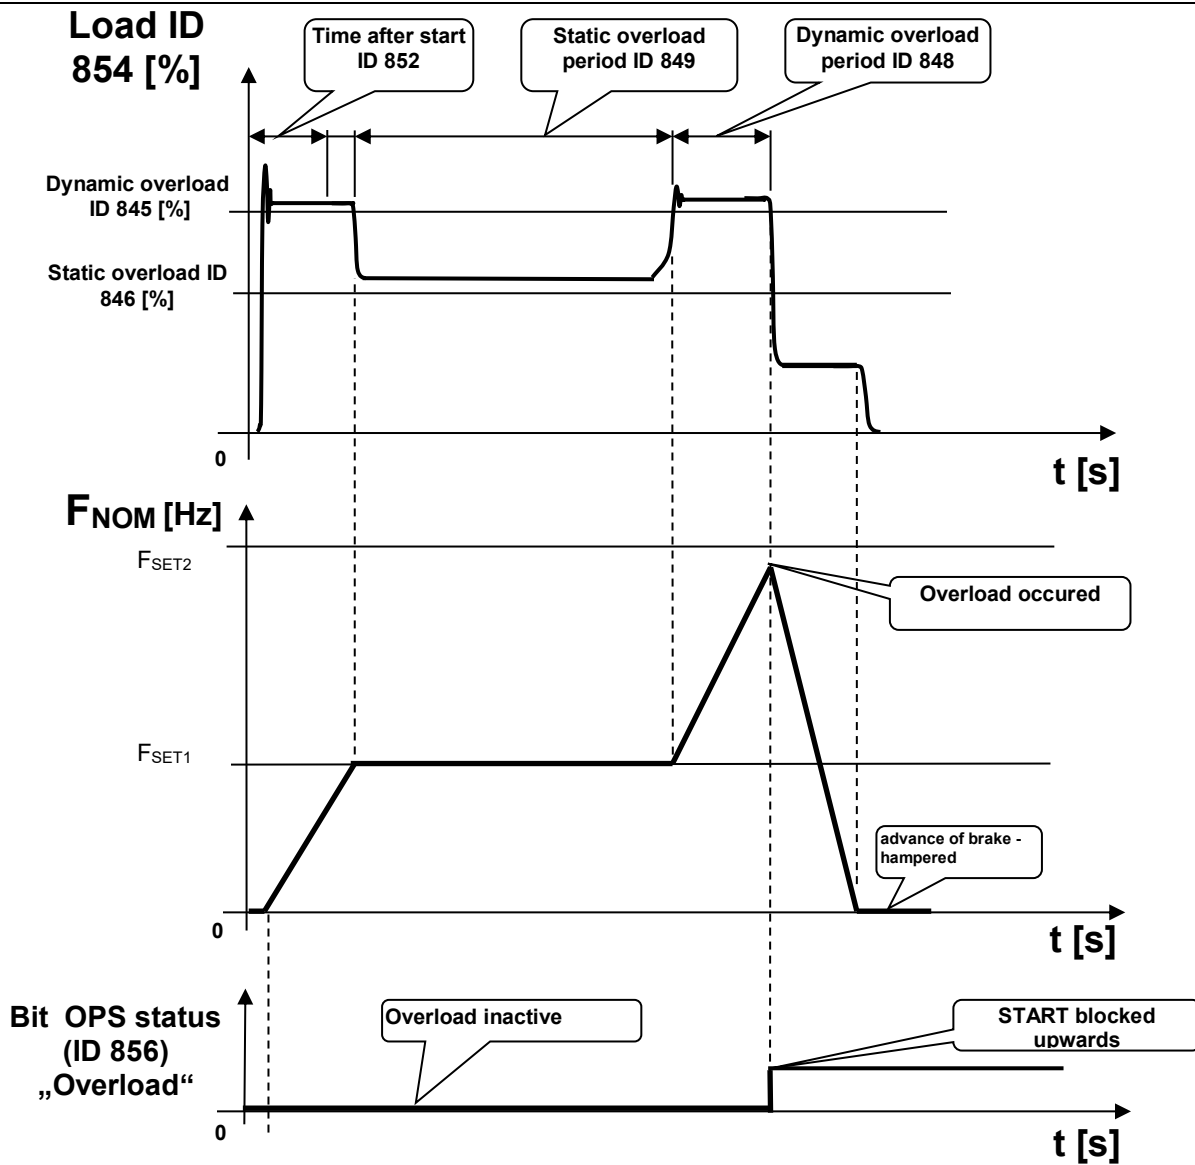 Load ID
854 [%]
Time after start
ID 852
Static overload
period ID 849
Dynamic overload
period ID 848
Dynamic overload
ID 845 [%]
Static overload ID
846 [%]
0
t [s]
FNOM [Hz]
FSET2
Overload occured
FSET1
advance of brake -
hampered
0
t [s]
Bit OPS status
(ID 856)
„Overload“
Overload inactive
START blocked
upwards
0
t [s]